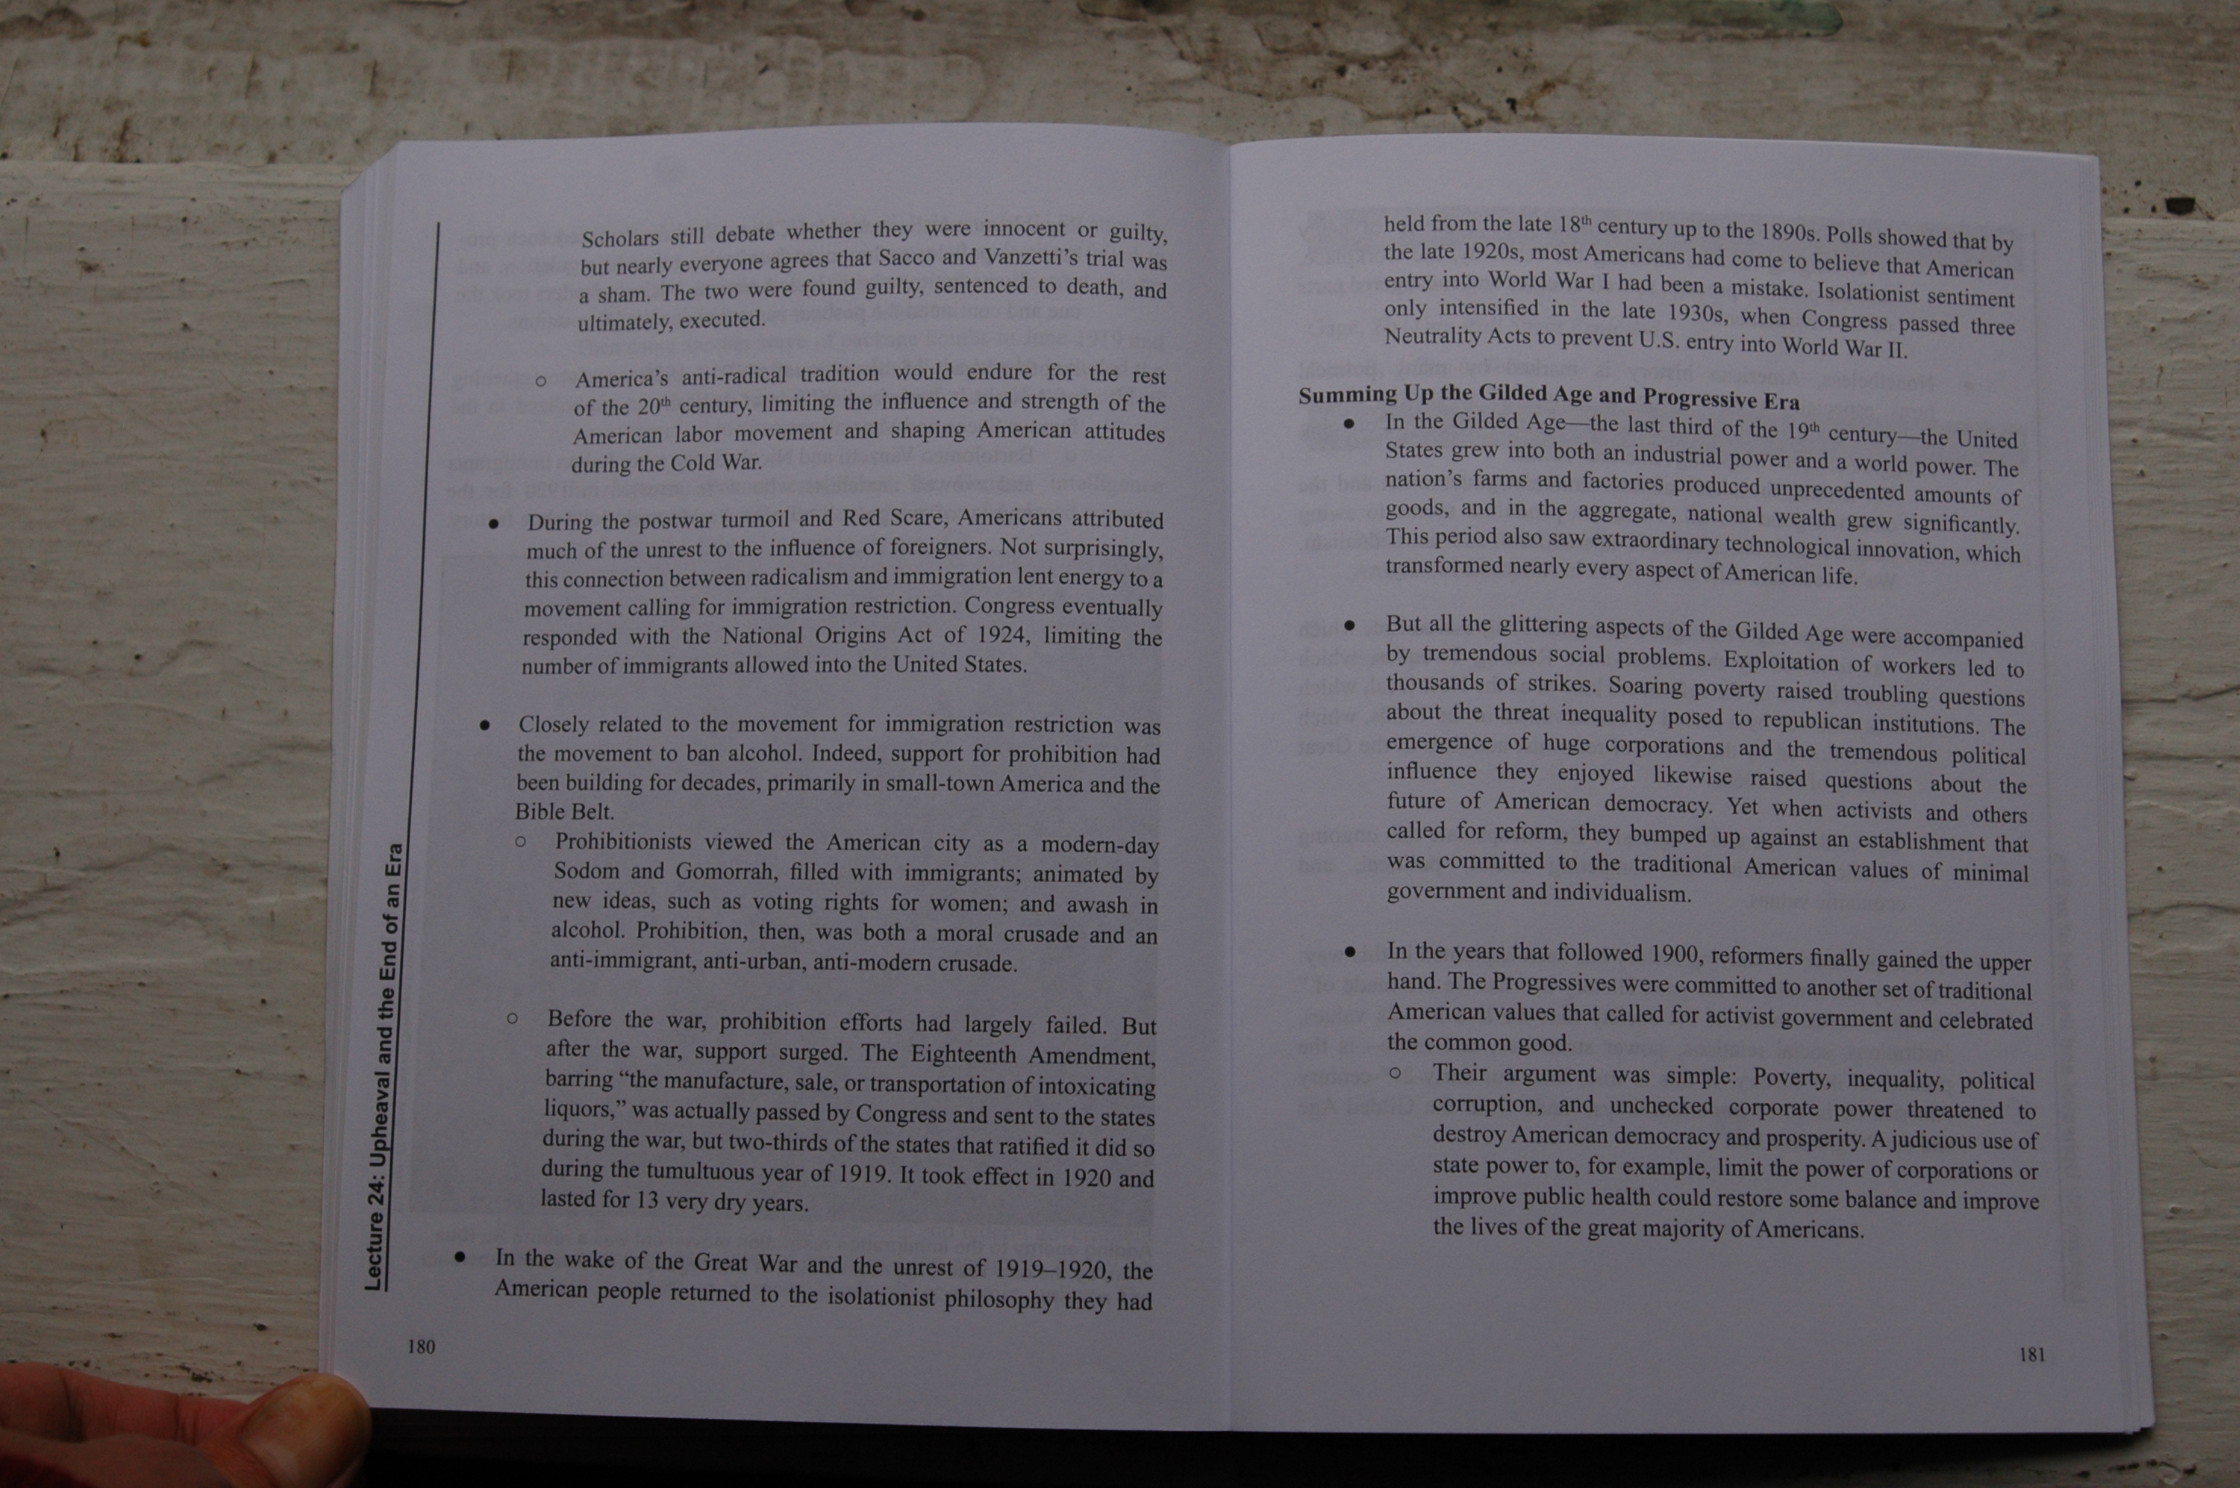 Scholars still debate whether they were innocent or guilty,
but nearly everyone agrees that Sacco and Vanzetti's trial was
a sham. The two were found guilty, sentenced to death, and
ultimately, executed.
o America's anti-radical tradition would endure for the rest
of the 20th century, limiting the influence and strength of the
American labor movement and shaping American attitudes
during the Cold War.
• During the postwar turmoil and Red Scare, Americans attributed
much of the unrest to the influence of foreigners. Not surprisingly,
this connection between radicalism and immigration lent energy to a
movement calling for immigration restriction. Congress eventually
responded with the National Origins Act of 1924, limiting the
number of immigrants allowed into the United States.
• Closely related to the movement for immigration restriction was
the movement to ban alcohol. Indeed, support for prohibition had
been building for decades, primarily in small-town America and the
Bible Belt.
o Prohibitionists viewed the American city as a modern-day
Sodom and Gomorrah, filled with immigrants; animated by
new ideas, such as voting rights for women; and awash in
alcohol. Prohibition, then, was both a moral crusade and an
anti-immigrant, anti-urban, anti-modern crusade.
o Before the war, prohibition efforts had largely failed. But
after the war, support surged. The Eighteenth Amendment,
barring "the manufacture, sale, or transportation of intoxicating
liquors," was actually passed by Congress and sent to the states
during the war, but two-thirds of the states that ratified it did so
during the tumultuous year of 1919. It took effect in 1920 and
lasted for 13 very dry years.
• In the wake of the Great War and the unrest of 1919–1920, the
American people returned to the isolationist philosophy they had
Lecture 24: Upheaval and the End of an Era
180
held from the late 18th century up to the 1890s. Polls showed that by
the late 1920s, most Americans had come to believe that American
entry into World War I had been a mistake. Isolationist sentiment
only intensified in the late 1930s, when Congress passed three
Neutrality Acts to prevent U.S. entry into World War II.
Summing Up the Gilded Age and Progressive Era
• In the Gilded Age—the last third of the 19th century—the United
States grew into both an industrial power and a world power. The
nation's farms and factories produced unprecedented amounts of
goods, and in the aggregate, national wealth grew significantly.
This period also saw extraordinary technological innovation, which
transformed nearly every aspect of American life.
• But all the glittering aspects of the Gilded Age were accompanied
by tremendous social problems. Exploitation of workers led to
thousands of strikes. Soaring poverty raised troubling questions
about the threat inequality posed to republican institutions. The
emergence of huge corporations and the tremendous political
influence they enjoyed likewise raised questions about the
future of American democracy. Yet when activists and others
called for reform, they bumped up against an establishment that
was committed to the traditional American values of minimal
government and individualism.
• In the years that followed 1900, reformers finally gained the upper
hand. The Progressives were committed to another set of traditional
American values that called for activist government and celebrated
the common good.
o Their argument was simple: Poverty, inequality, political
corruption, and unchecked corporate power threatened to
destroy American democracy and prosperity. A judicious use of
state power to, for example, limit the power of corporations or
improve public health could restore some balance and improve
the lives of the great majority of Americans.
181